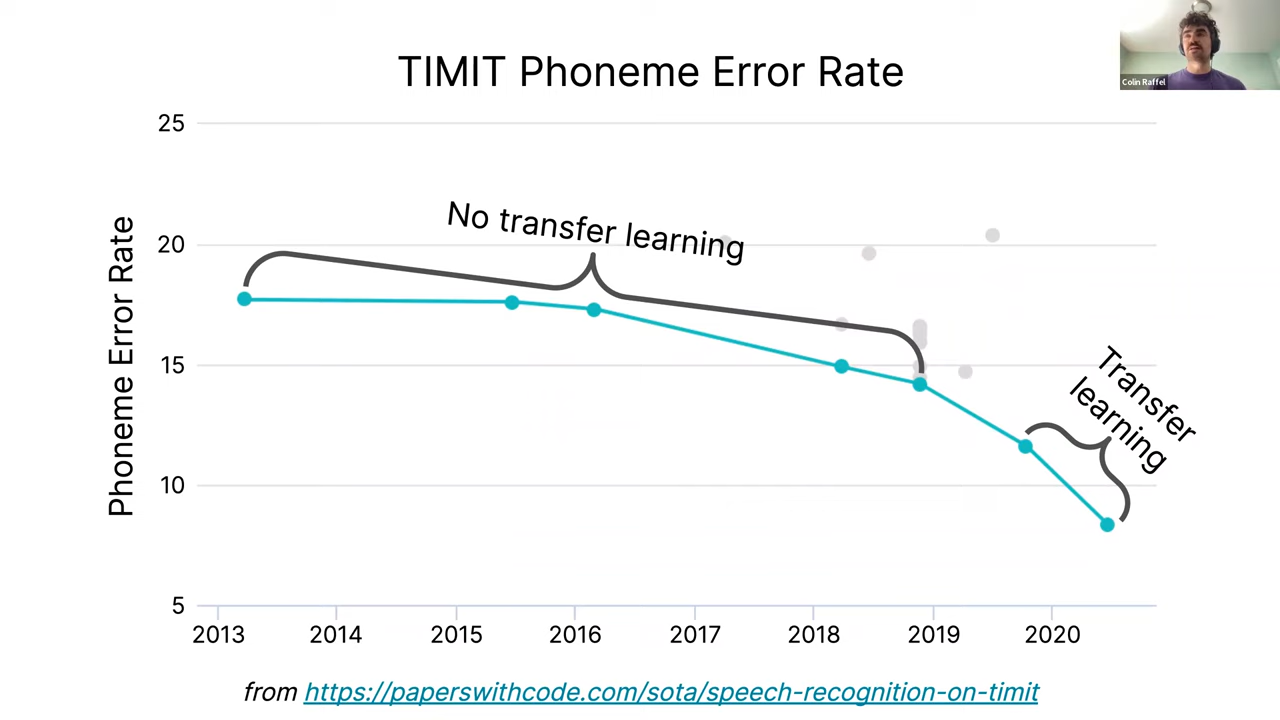 TIMIT Phoneme Error Rate
Colin Raffel
25
20
15
10
5
Phoneme Error Rate
No transfer learning
Transfer
learning
2013 2014 2015 2016 2017 2018 2019 2020
from https://paperswithcode.com/sota/speech-recognition-on-timit